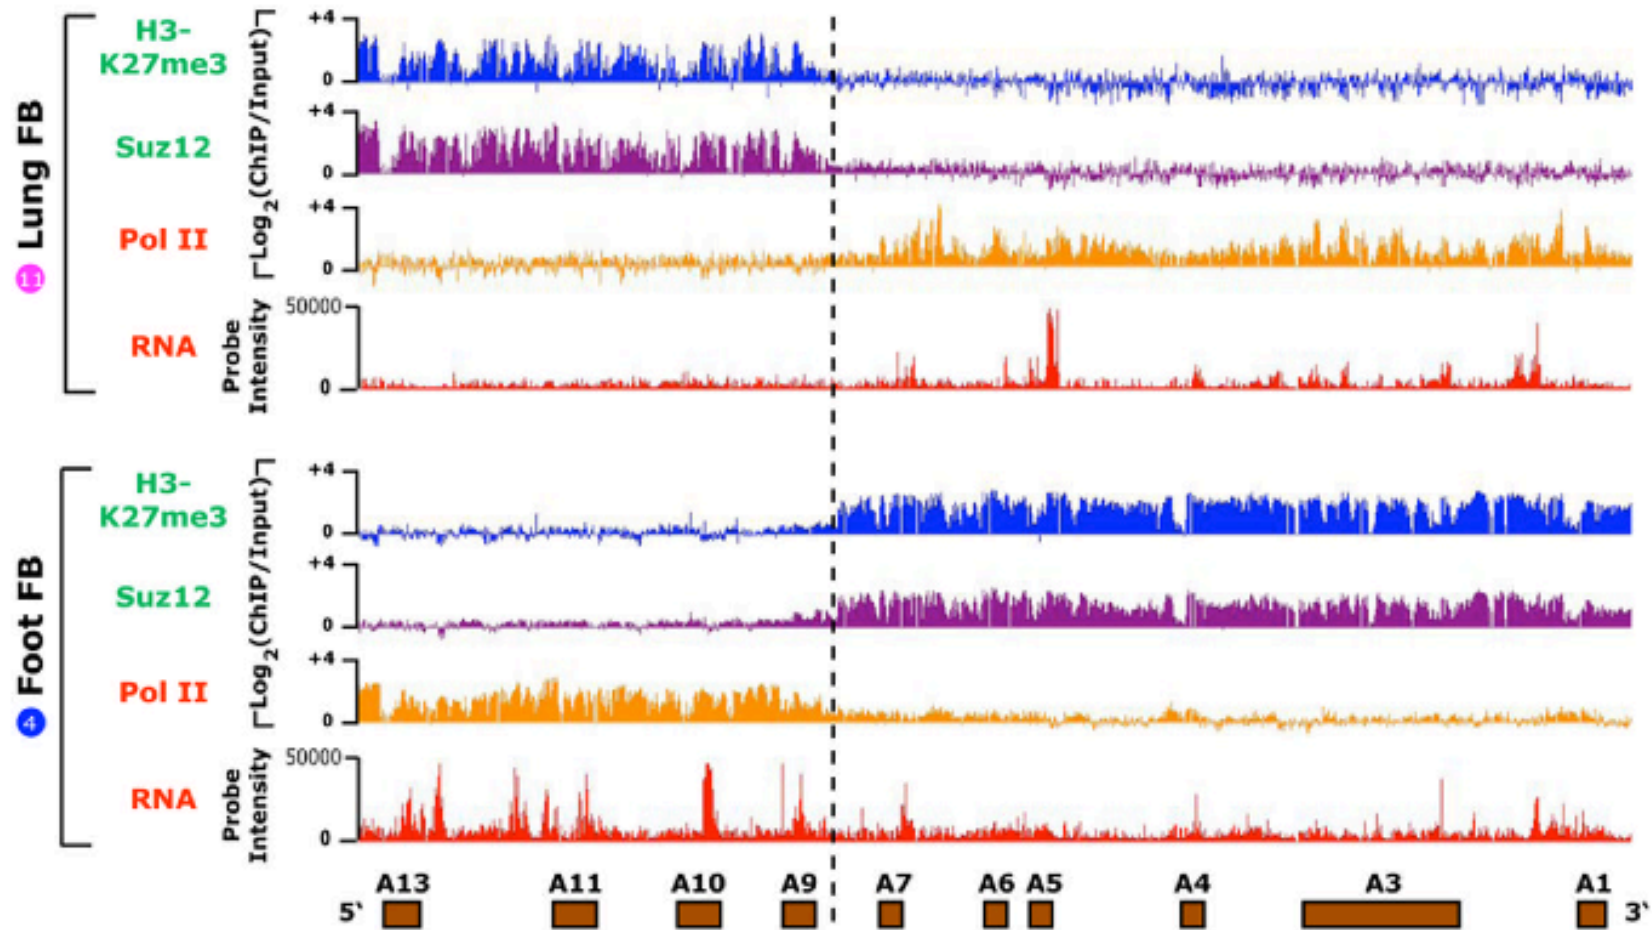 11 Lung FB
H3-
K27me3
Suz12
Pol II
RNA
+4
0
+4
0
+4
0
50000
0
Log2(ChIP/Input)
Probe
Intensity
4 Foot FB
H3-
K27me3
Suz12
Pol II
RNA
+4
0
+4
0
+4
0
50000
0
Log2(ChIP/Input)
Probe
Intensity
A13 A11 A10 A9 A7 A6 A5 A4 A3 A1
5‘ 3‘